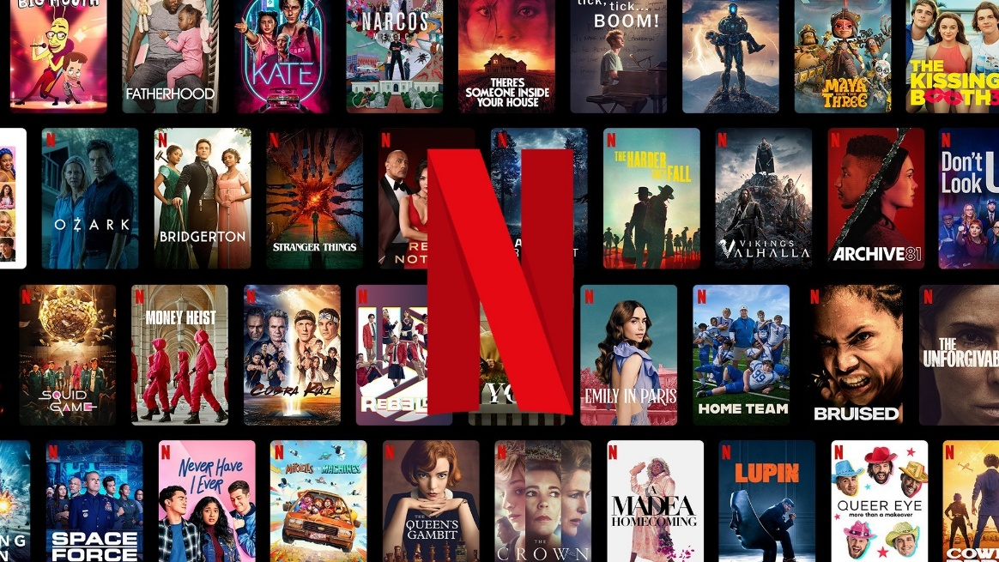 BIG MOUTH
FATHERHOOD
KATE
NARCOS
MEXICO
THERE'S
SOMEONE INSIDE
YOUR HOUSE
tick, tick...
BOOM!
MAYA
AND THE
THREE
THE
KISSING
BOOTH
OZARK
BRIDGERTON
STRANGER THINGS
RE
NOT
THE HARDER
FALL
VIKINGS
VALHALLA
ARCHIVE 81
Don't
Look U
N
SQUID
GAME
MONEY HEIST
COBRA KAI
REBEL
YO
EMILY IN PARIS
HOME TEAM
99
BRUISED
THE
UNFORGIVAB
NG
N
SPACE
FORCE
Never Have
I Ever
THE MITCHELLS VS THE MACHINES
THE
QUEEN'S
GAMBIT
THE
CROWN
A
MADEA
HOMECOMING
LUPIN
QUEER EYE
more than a makeover
COW